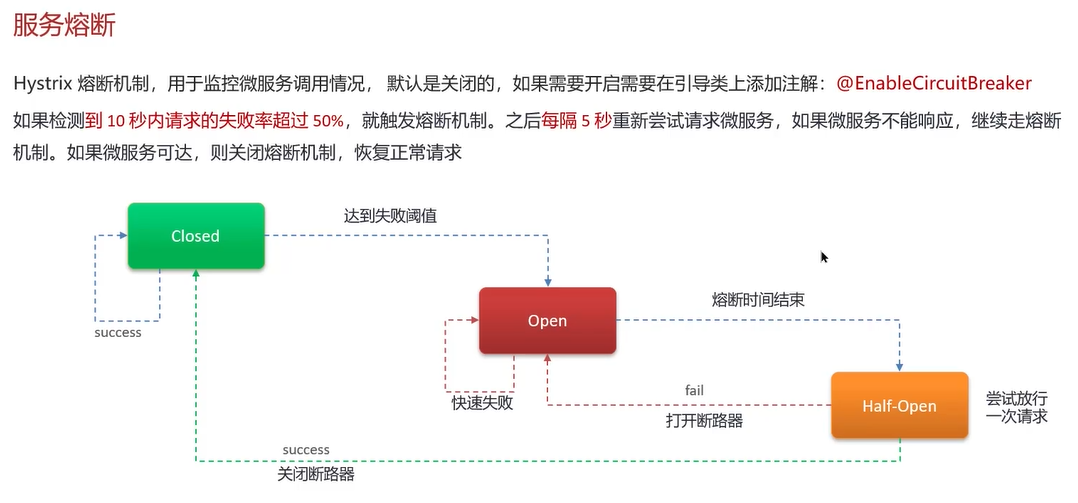 服务熔断
Hystrix 熔断机制，用于监控微服务调用情况， 默认是关闭的，如果需要开启需要在引导类上添加注解：@EnableCircuitBreaker
如果检测到 10 秒内请求的失败率超过 50%，就触发熔断机制。之后每隔 5 秒重新尝试请求微服务，如果微服务不能响应，继续走熔断
机制。如果微服务可达，则关闭熔断机制，恢复正常请求
达到失败阈值
Closed
熔断时间结束
Open
success
fail
快速失败
打开断路器
Half-Open
尝试放行
一次请求
success
关闭断路器